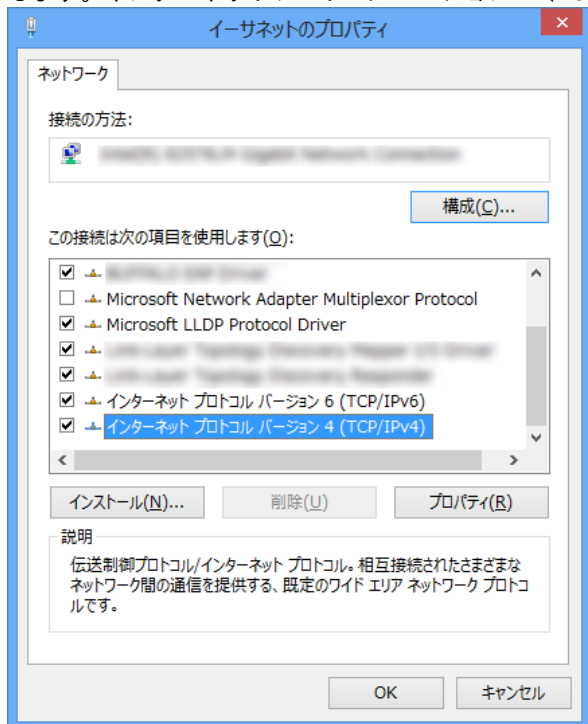 イーサネットのプロパティ
ネットワーク
接続の方法:
構成(C)...
この接続は次の項目を使用します(O):
Microsoft Network Adapter Multiplexor Protocol
Microsoft LLDP Protocol Driver
インターネット プロトコル バージョン 6 (TCP/IPv6)
インターネット プロトコル バージョン 4 (TCP/IPv4)
インストール(N)...
削除(U)
プロパティ(R)
説明
伝送制御プロトコル/インターネット プロトコル。相互接続されたさまざまな
ネットワーク間の通信を提供する、既定のワイド エリア ネットワーク プロトコ
ルです。
OK
キャンセル